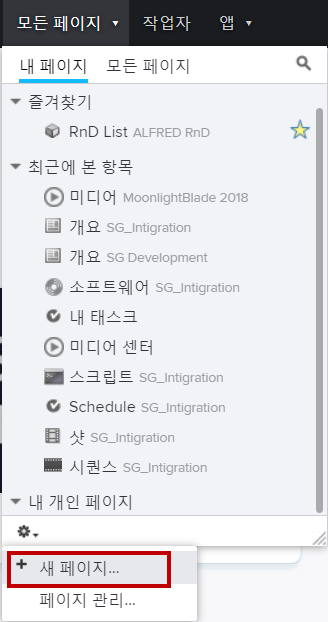 모든 페이지 작업자 앱
내 페이지 모든 페이지
즐겨찾기
RnD List ALFRED RnD
최근에 본 항목
미디어 MoonlightBlade 2018
개요 SG_Intigration
개요 SG Development
소프트웨어 SG_Intigration
내 태스크
미디어 센터
스크립트 SG_Intigration
Schedule SG_Intigration
샷 SG_Intigration
시퀀스 SG_Intigration
내 개인 페이지
새 페이지...
페이지 관리...